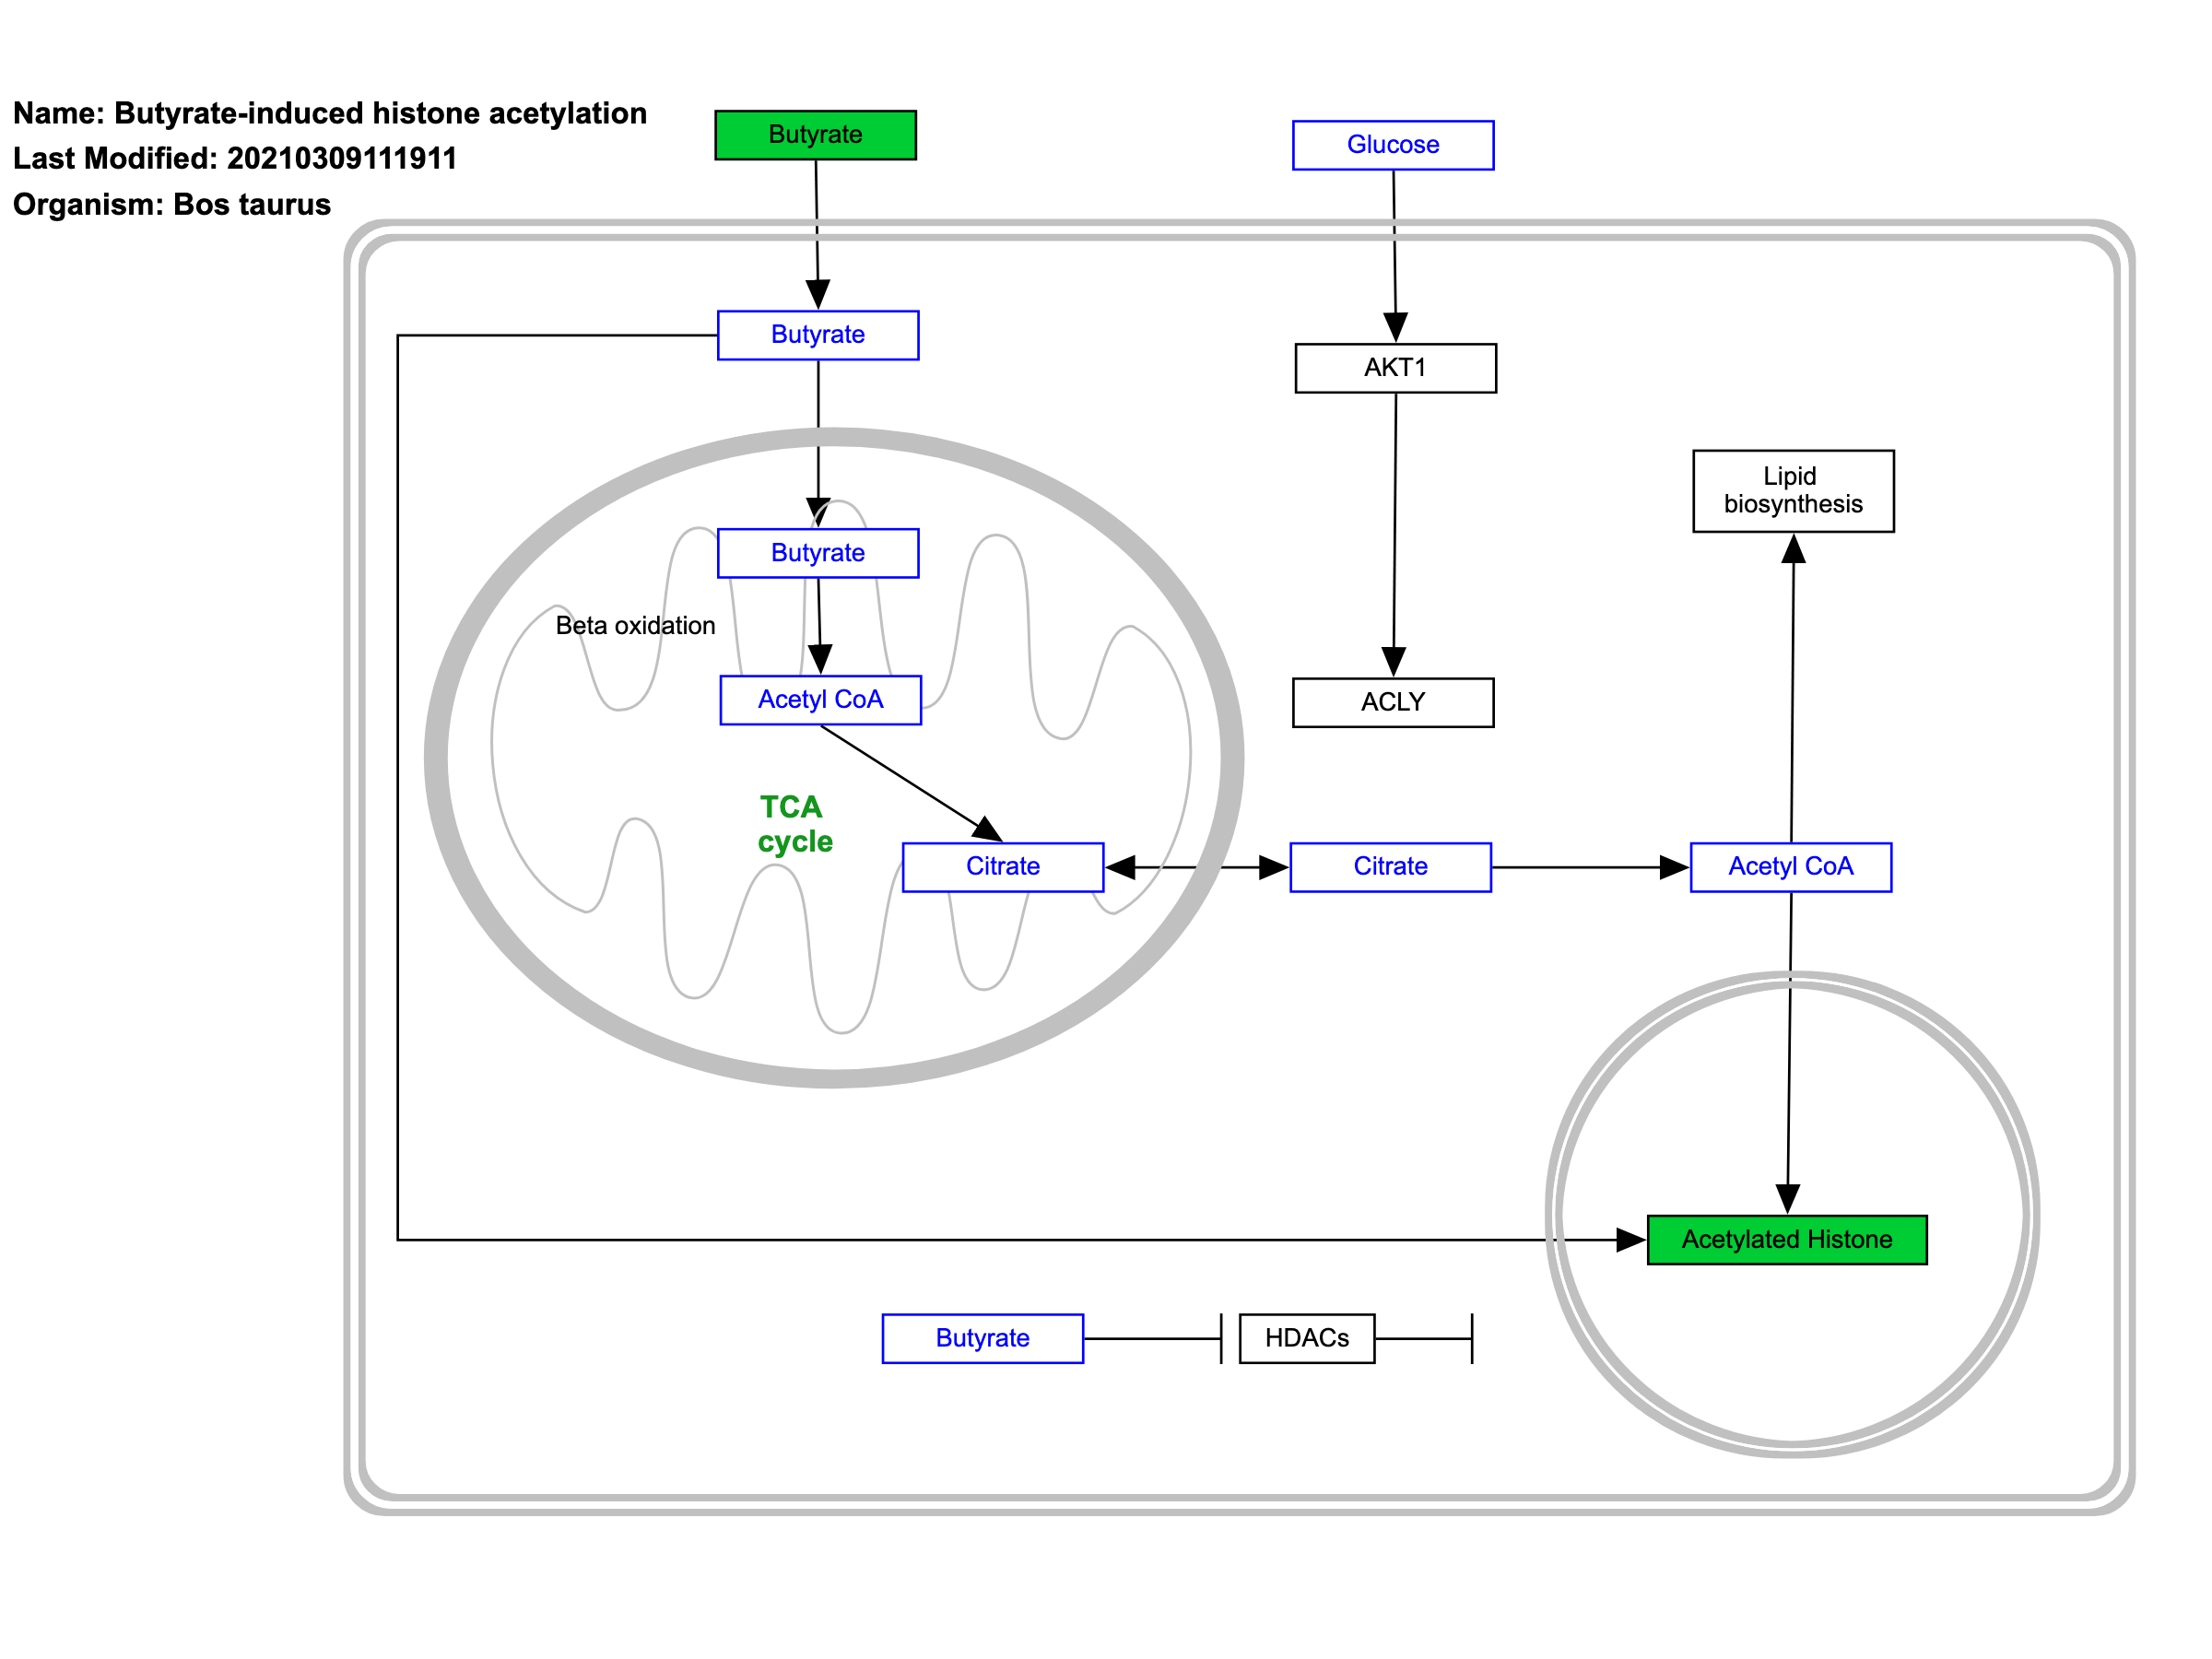 Name: Butyrate-induced histone acetylation
Last Modified: 20210309111911
Organism: Bos taurus
Butyrate
Glucose
Butyrate
AKT1
Lipid
biosynthesis
Butyrate
Beta oxidation
Acetyl CoA
ACLY
TCA
cycle
Citrate
Citrate
Acetyl CoA
Acetylated Histone
Butyrate
HDACs